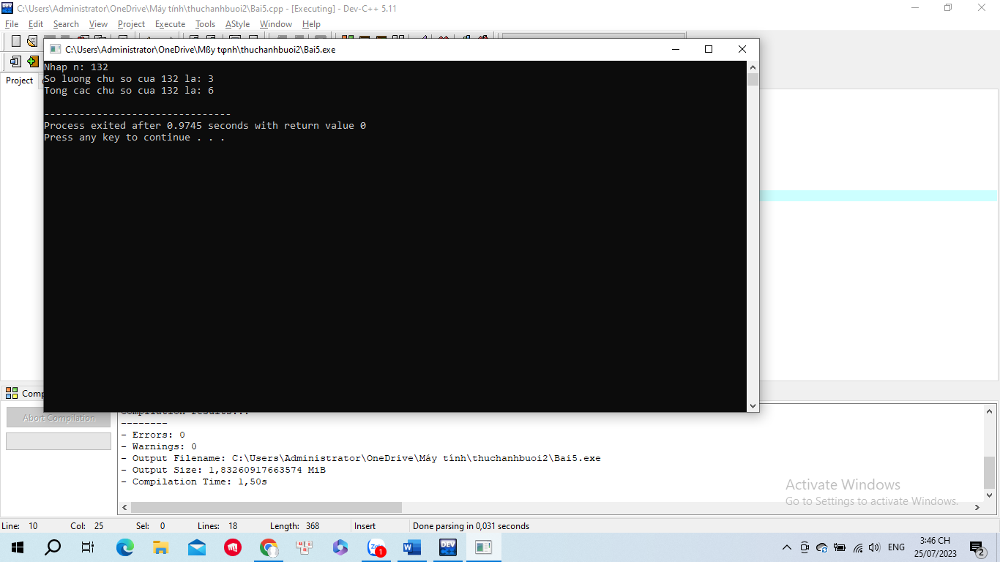 C:\Users\Administrator\OneDrive\Máy tính\thuchanhbuoi2\Bai5.cpp - [Executing] - Dev-C++ 5.11
File Edit Search View Project Execute Tools AStyle Window Help
C:\Users\Administrator\OneDrive\Mßy tφnh\thuchanhbuoi2\Bai5.exe
Project
Nhap n: 132
So luong chu so cua 132 la: 3
Tong cac chu so cua 132 la: 6
--------------------------------
Process exited after 0.9745 seconds with return value 0
Press any key to continue . . .
Abort Compilation
Compilation results...
--------
- Errors: 0
- Warnings: 0
- Output Filename: C:\Users\Administrator\OneDrive\Máy tính\thuchanhbuoi2\Bai5.exe
- Output Size: 1,83260917663574 MiB
- Compilation Time: 1,50s
Activate Windows
Go to Settings to activate Windows.
Line: 10 Col: 25 Sel: 0 Lines: 18 Length: 368 Insert Done parsing in 0,031 seconds
ENG
3:46 CH
25/07/2023
1
2